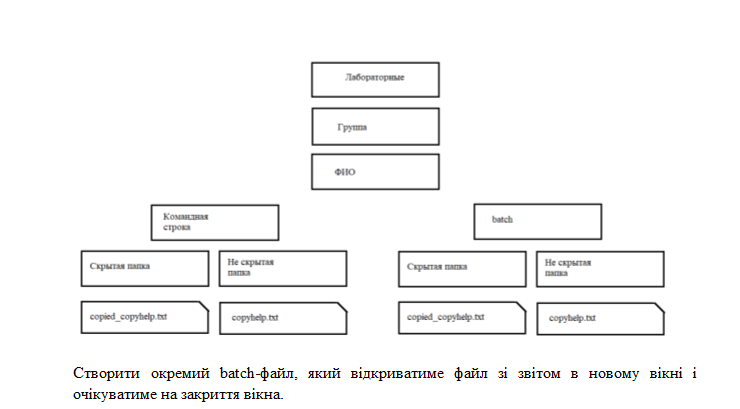 Лабораторные
Группа
ФИО
Командная
строка
batch
Скрытая папка
Не скрытая
папка
Скрытая папка
Не скрытая
папка
copied_copyhelp.txt
copyhelp.txt
copied_copyhelp.txt
copyhelp.txt
Створити окремий batch-файл, який відкриватиме файл зі звітом в новому вікні і
очікуватиме на закриття вікна.